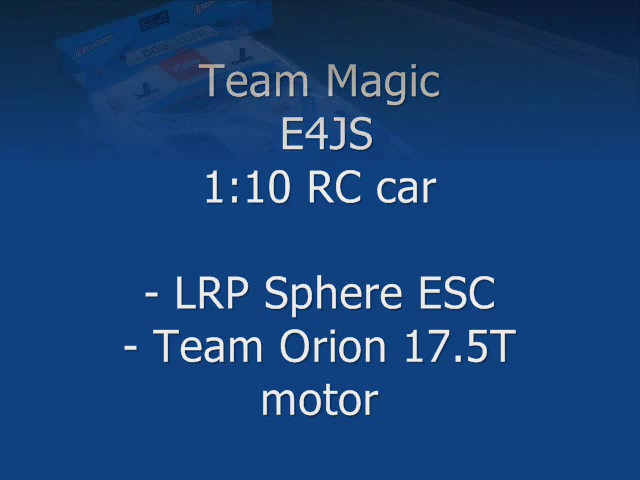 Team Magic
E4JS
1:10 RC car
- LRP Sphere ESC
- Team Orion 17.5T
motor